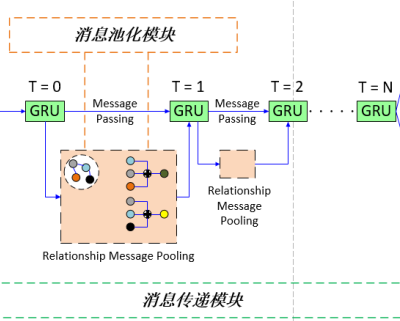 消息池化模块
T = 0
T = 1
T = 2
T = N
GRU
Message
Passing
GRU
Message
Passing
GRU
GRU
Relationship
Message
Pooling
Relationship Message Pooling
消息传递模块